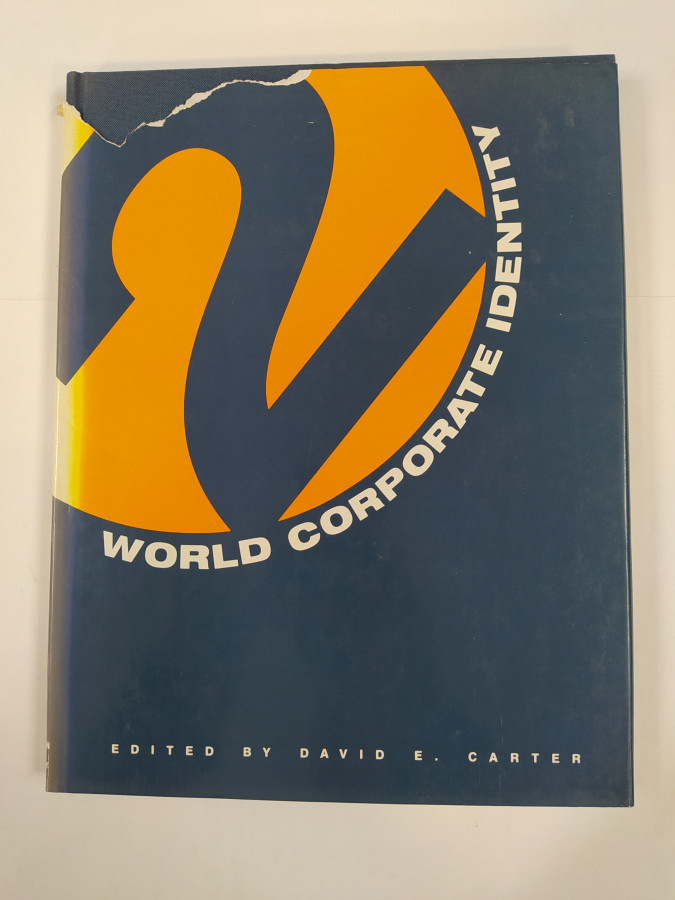 WORLD CORPORATE IDENTITY
EDITED BY DAVID E. CARTER